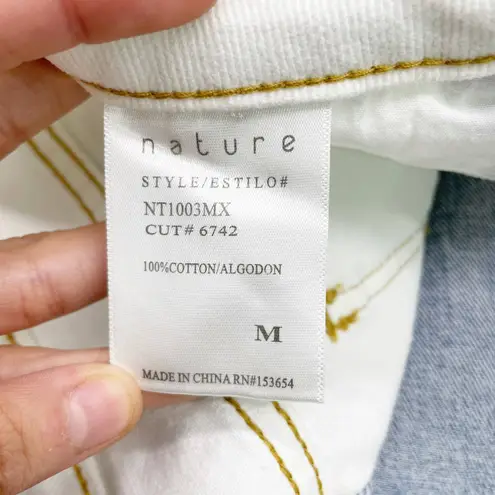 nature
STYLE/ESTILO#
NT1003MX
CUT# 6742
100%COTTON/ALGODON
M
MADE IN CHINA RN#153654